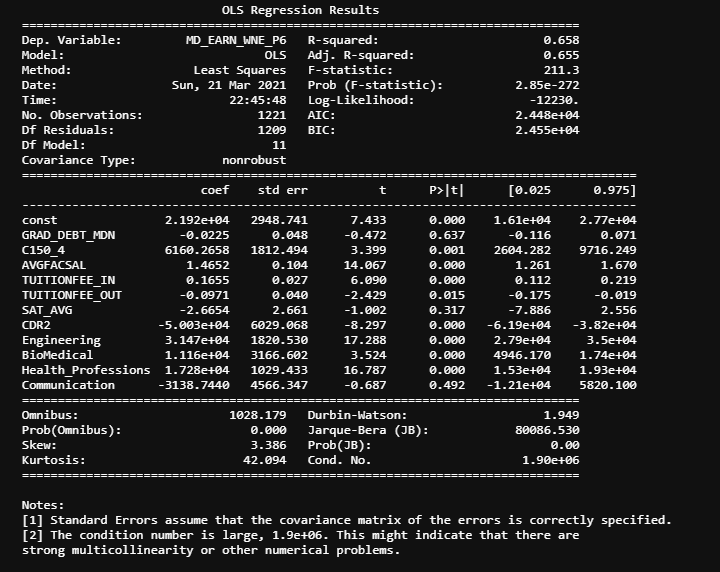 OLS Regression Results
==============================================================================
Dep. Variable:            MD_EARN_WNE_P6   R-squared:                       0.658
Model:                               OLS   Adj. R-squared:                  0.655
Method:                    Least Squares   F-statistic:                     211.3
Date:                   Sun, 21 Mar 2021   Prob (F-statistic):          2.85e-272
Time:                           22:45:48   Log-Likelihood:                -12230.
No. Observations:                   1221   AIC:                         2.448e+04
Df Residuals:                       1209   BIC:                         2.455e+04
Df Model:                             11
Covariance Type:               nonrobust
======================================================================================
                         coef    std err          t      P>|t|      [0.025      0.975]
--------------------------------------------------------------------------------------
const               2.192e+04   2948.741      7.433      0.000    1.61e+04    2.77e+04
GRAD_DEBT_MDN         -0.0225      0.048     -0.472      0.637      -0.116       0.071
C150_4              6160.2658   1812.494      3.399      0.001    2604.282    9716.249
AVGFACSAL              1.4652      0.104     14.067      0.000       1.261       1.670
TUITIONFEE_IN          0.1655      0.027      6.090      0.000       0.112       0.219
TUITIONFEE_OUT        -0.0971      0.040     -2.429      0.015      -0.175      -0.019
SAT_AVG               -2.6654      2.661     -1.002      0.317      -7.886       2.556
CDR2               -5.003e+04   6029.068     -8.297      0.000   -6.19e+04   -3.82e+04
Engineering         3.147e+04   1820.530     17.288      0.000    2.79e+04     3.5e+04
BioMedical          1.116e+04   3166.602      3.524      0.000    4946.170    1.74e+04
Health_Professions  1.728e+04   1029.433     16.787      0.000    1.53e+04    1.93e+04
Communication      -3138.7440   4566.347     -0.687      0.492   -1.21e+04    5820.100
==============================================================================
Omnibus:                     1028.179   Durbin-Watson:                   1.949
Prob(Omnibus):                  0.000   Jarque-Bera (JB):            80086.530
Skew:                           3.386   Prob(JB):                         0.00
Kurtosis:                      42.094   Cond. No.                     1.90e+06
==============================================================================
Notes:
[1] Standard Errors assume that the covariance matrix of the errors is correctly specified.
[2] The condition number is large, 1.9e+06. This might indicate that there are
strong multicollinearity or other numerical problems.